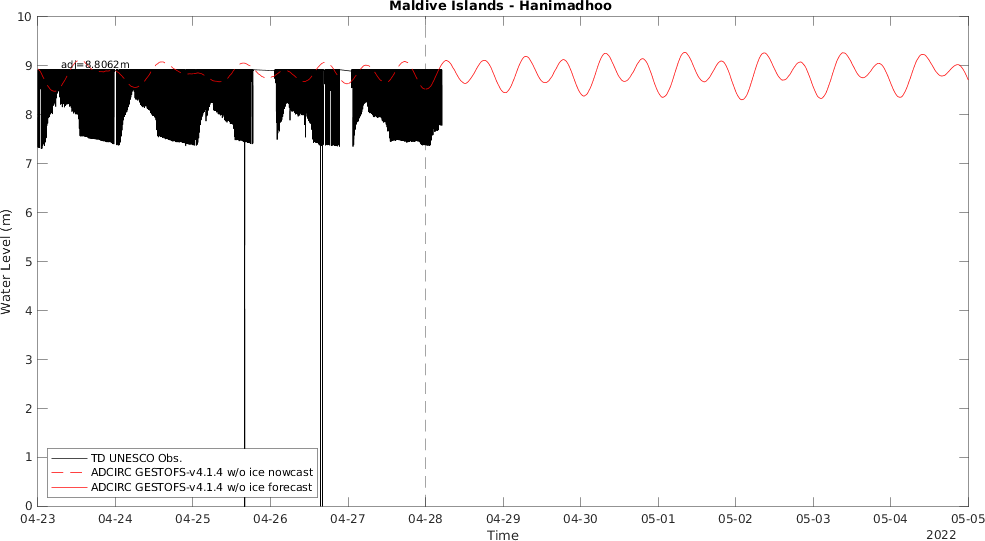 Maldive Islands - Hanimadhoo
10
9
8
7
6
5
4
3
2
1
0
Water Level (m)
adj=8.8062m
TD UNESCO Obs.
ADCIRC GESTOFS-v4.1.4 w/o ice nowcast
ADCIRC GESTOFS-v4.1.4 w/o ice forecast
04-23 04-24 04-25 04-26 04-27 04-28 04-29 04-30 05-01 05-02 05-03 05-04 05-05
Time
2022